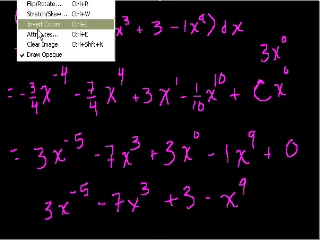 Flip/Rotate... Ctrl+R
Stretch/Skew... Ctrl+W
Invert Colors Ctrl+I
Attributes... Ctrl+E
Clear Image Ctrl+Shft+N
✓ Draw Opaque
x³ + 3 - 1x⁹) dx
3x⁰
= -3/4 x⁻⁴ - 7/4 x⁴ + 3x¹ - 1/10 x¹⁰ + C x⁰
= 3x⁻⁵ - 7x³ + 3x⁰ - 1x⁹ + 0
3x⁻⁵ - 7x³ + 3 - x⁹